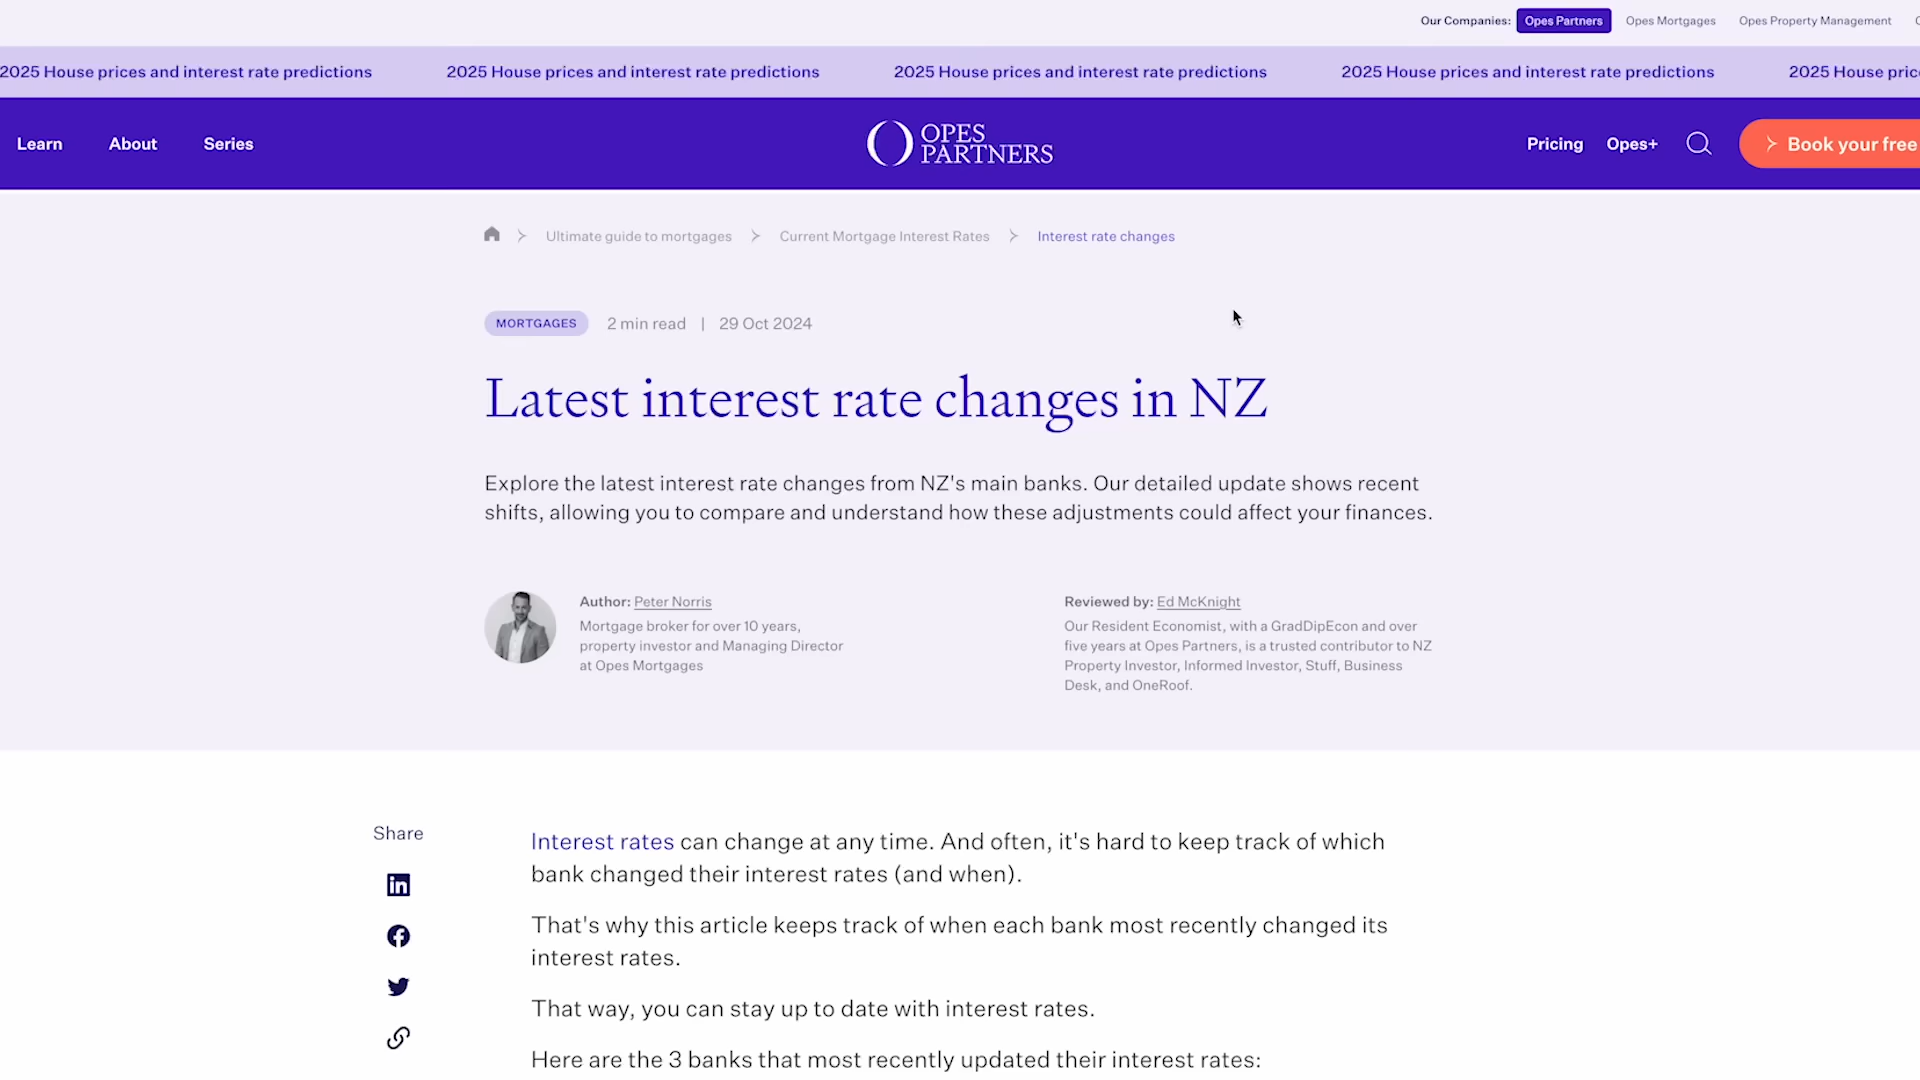 Our Companies: Opes Partners Opes Mortgages Opes Property Management
2025 House prices and interest rate predictions 2025 House prices and interest rate predictions 2025 House prices and interest rate predictions 2025 House prices and interest rate predictions 2025 House
Learn About Series OPES PARTNERS Pricing Opes+ Book your free
Ultimate guide to mortgages Current Mortgage Interest Rates Interest rate changes
MORTGAGES 2 min read | 29 Oct 2024
Latest interest rate changes in NZ
Explore the latest interest rate changes from NZ's main banks. Our detailed update shows recent
shifts, allowing you to compare and understand how these adjustments could affect your finances.
Author: Peter Norris
Mortgage broker for over 10 years,
property investor and Managing Director
at Opes Mortgages
Reviewed by: Ed McKnight
Our Resident Economist, with a GradDipEcon and over
five years at Opes Partners, is a trusted contributor to NZ
Property Investor, Informed Investor, Stuff, Business
Desk, and OneRoof.
Share
Interest rates can change at any time. And often, it's hard to keep track of which
bank changed their interest rates (and when).
That's why this article keeps track of when each bank most recently changed its
interest rates.
That way, you can stay up to date with interest rates.
Here are the 3 banks that most recently updated their interest rates: